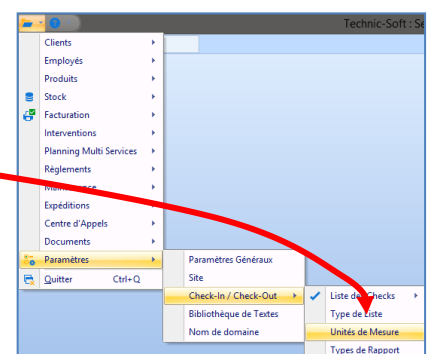 Technic-Soft : Se
Clients
Employés
Produits
Stock
Facturation
Interventions
Planning Multi Services
Règlements
Maintenance
Expéditions
Centre d'Appels
Documents
Paramètres
Paramètres Généraux
Quitter Ctrl+Q
Site
Check-In / Check-Out
Liste des Checks
Bibliothèque de Textes
Type de Liste
Nom de domaine
Unités de Mesure
Types de Rapport